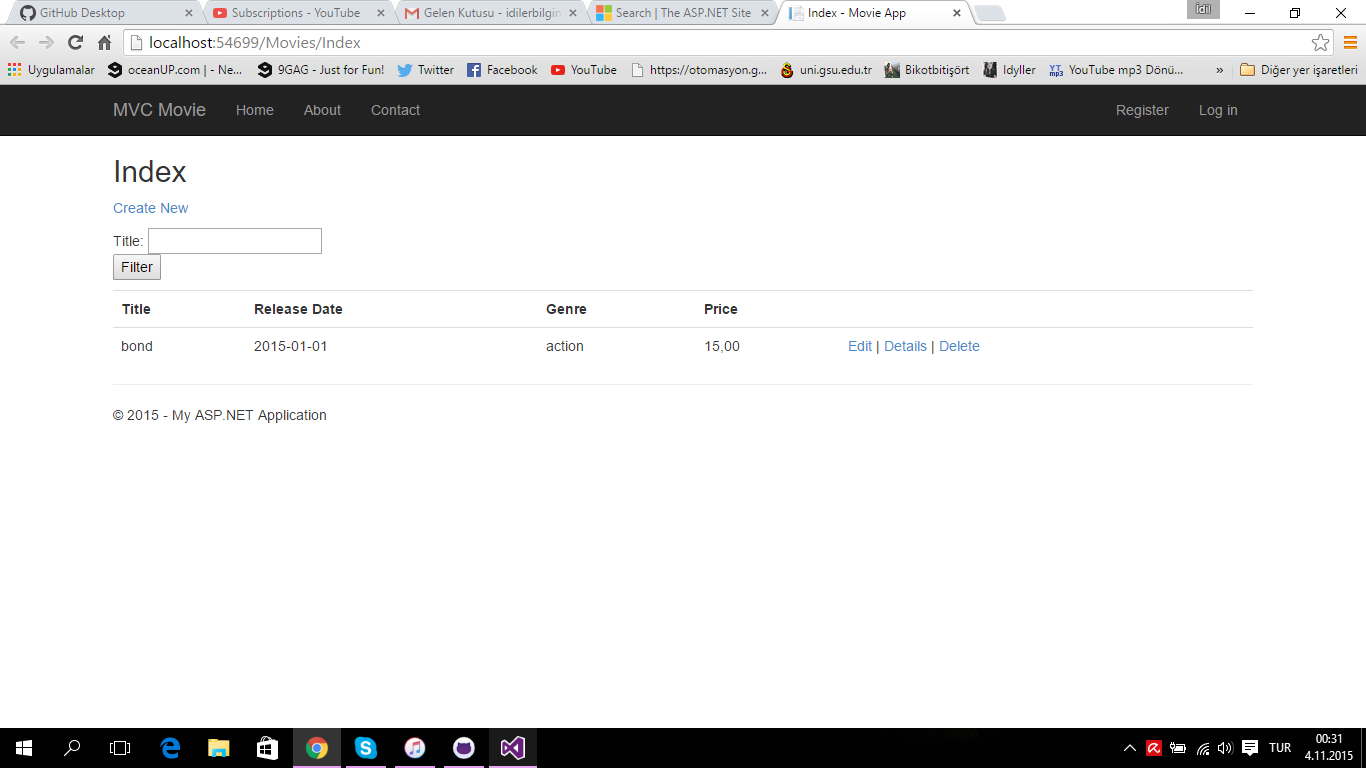 GitHub Desktop Subscriptions - YouTube Gelen Kutusu - idilerbilgin Search | The ASP.NET Site Index - Movie App İdil
localhost:54699/Movies/Index
Uygulamalar oceanUP.com | - Ne... 9GAG - Just for Fun! Twitter Facebook YouTube https://otomasyon.g... uni.gsu.edu.tr Bikotbitişört Idyller YouTube mp3 Dönü... » Diğer yer işaretleri
MVC Movie Home About Contact Register Log in
Index
Create New
Title:
Filter
Title Release Date Genre Price
bond 2015-01-01 action 15,00 Edit | Details | Delete
© 2015 - My ASP.NET Application
TUR 00:31
4.11.2015